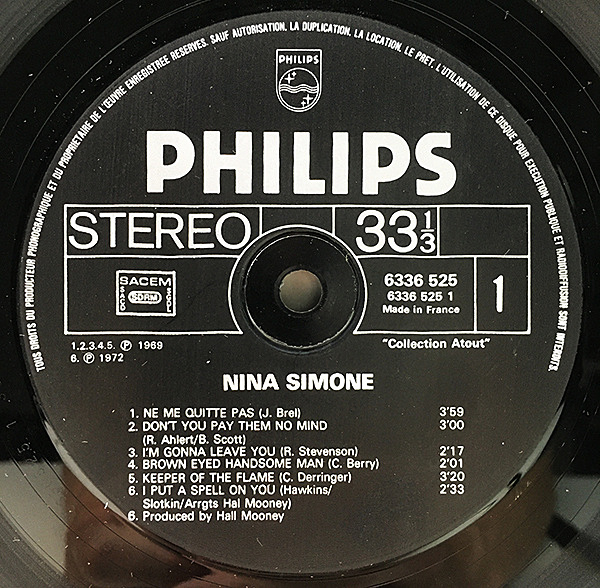 TOUS DROITS DU PRODUCTEUR PHONOGRAPHIQUE ET DU PROPRIETAIRE DE L'ŒUVRE ENREGISTREE RESERVES. SAUF AUTORISATION. LA DUPLICATION. LA LOCATION. LE PRET. L'UTILISATION DE CE DISQUE POUR EXECUTION PUBLIQUE ET RADIODIFFUSION SONT INTERDITS.
PHILIPS
PHILIPS
STEREO 33 1/3
SACEM
SACD SDRM SGDL
6336 525
6336 525 1
Made in France
1
1.2.3.4.5. Ⓟ 1969
6. Ⓟ 1972
"Collection Atout"
NINA SIMONE
1. NE ME QUITTE PAS (J. Brel) 3'59
2. DON'T YOU PAY THEM NO MIND 3'00
(R. Ahlert/B. Scott)
3. I'M GONNA LEAVE YOU (R. Stevenson) 2'17
4. BROWN EYED HANDSOME MAN (C. Berry) 2'01
5. KEEPER OF THE FLAME (C. Derringer) 3'20
6. I PUT A SPELL ON YOU (Hawkins/ 2'33
Slotkin/Arrgts Hal Mooney)
6. Produced by Hall Mooney